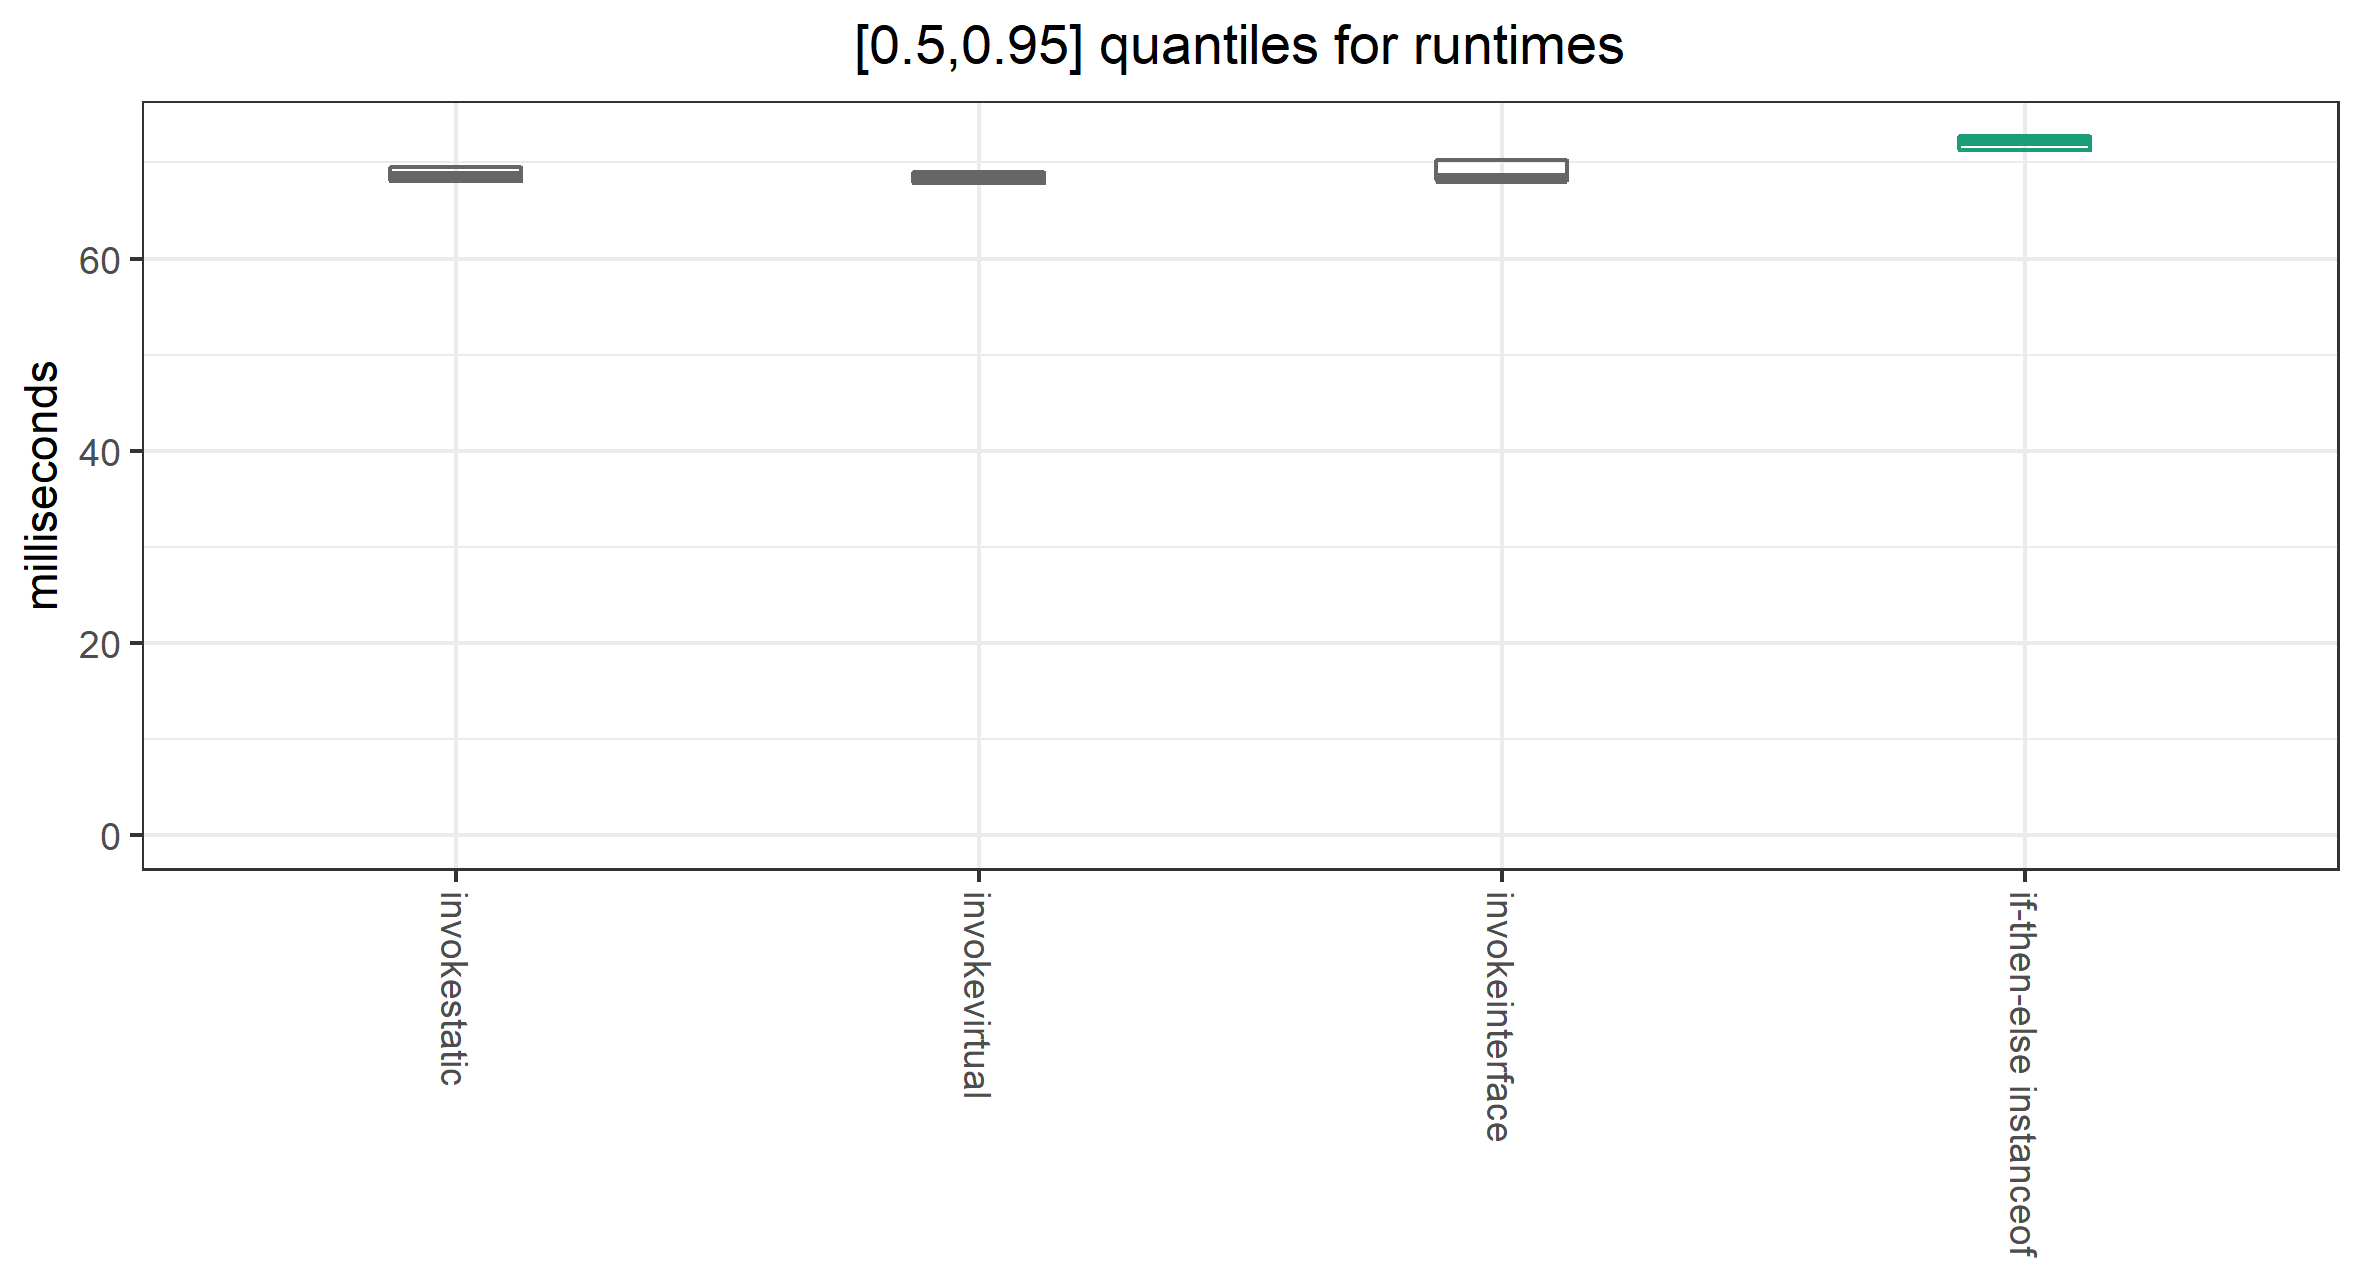 [0.5,0.95] quantiles for runtimes
milliseconds
60
40
20
0
invokestatic
invokevirtual
invokeinterface
if-then-else instanceof